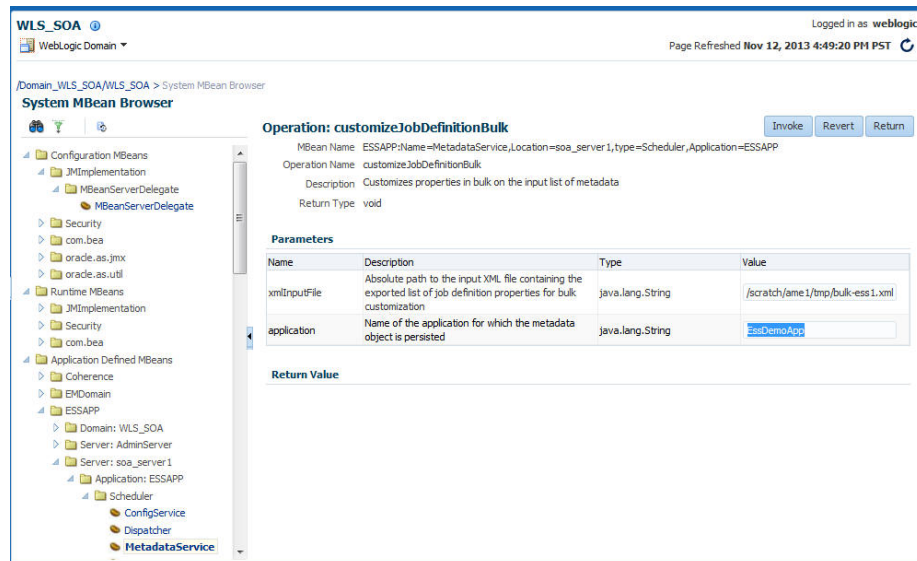 WLS_SOA
Logged in as weblogic
WebLogic Domain
Page Refreshed Nov 12, 2013 4:49:20 PM PST
/Domain_WLS_SOA/WLS_SOA > System MBean Browser
System MBean Browser
Operation: customizeJobDefinitionBulk
Invoke Revert Return
MBean Name ESSAPP:Name=MetadataService,Location=soa_server1,type=Scheduler,Application=ESSAPP
Operation Name customizeJobDefinitionBulk
Description Customizes properties in bulk on the input list of metadata
Return Type void
Configuration MBeans
JMImplementation
MBeanServerDelegate
MBeanServerDelegate
Security
com.bea
oracle.as.jmx
oracle.as.util
Runtime MBeans
JMImplementation
Security
com.bea
Application Defined MBeans
Coherence
EMDomain
ESSAPP
Domain: WLS_SOA
Server: AdminServer
Server: soa_server1
Application: ESSAPP
Scheduler
ConfigService
Dispatcher
MetadataService
Parameters
Name Description Type Value
xmlInputFile Absolute path to the input XML file containing the exported list of job definition properties for bulk customization java.lang.String /scratch/ame1/tmp/bulk-ess1.xml
application Name of the application for which the metadata object is persisted java.lang.String EssDemoApp
Return Value